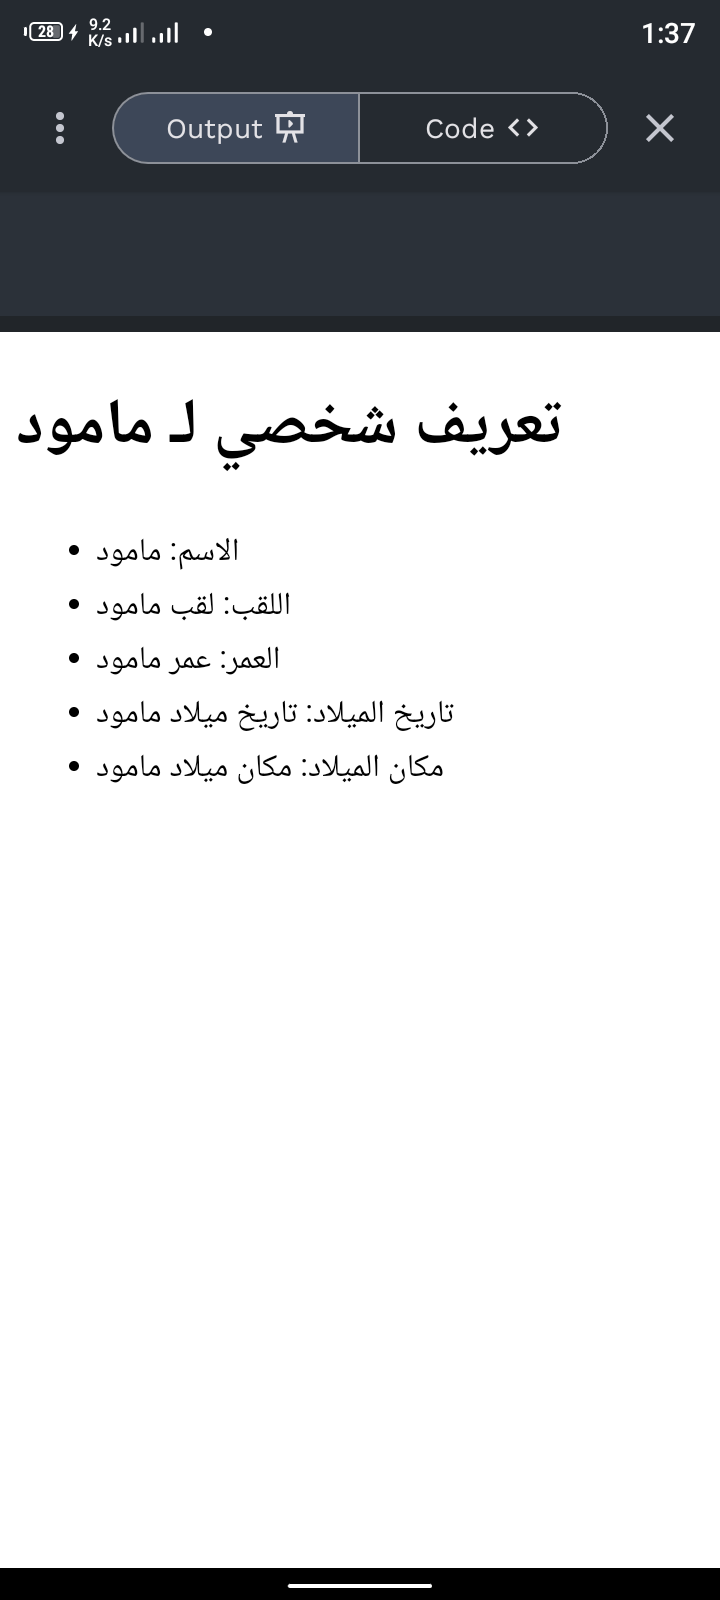 28 9.2 K/s 1:37
Output Code
تعريف شخصي لـ مامود
الاسم: مامود
اللقب: لقب مامود
العمر: عمر مامود
تاريخ الميلاد: تاريخ ميلاد مامود
مكان الميلاد: مكان ميلاد مامود